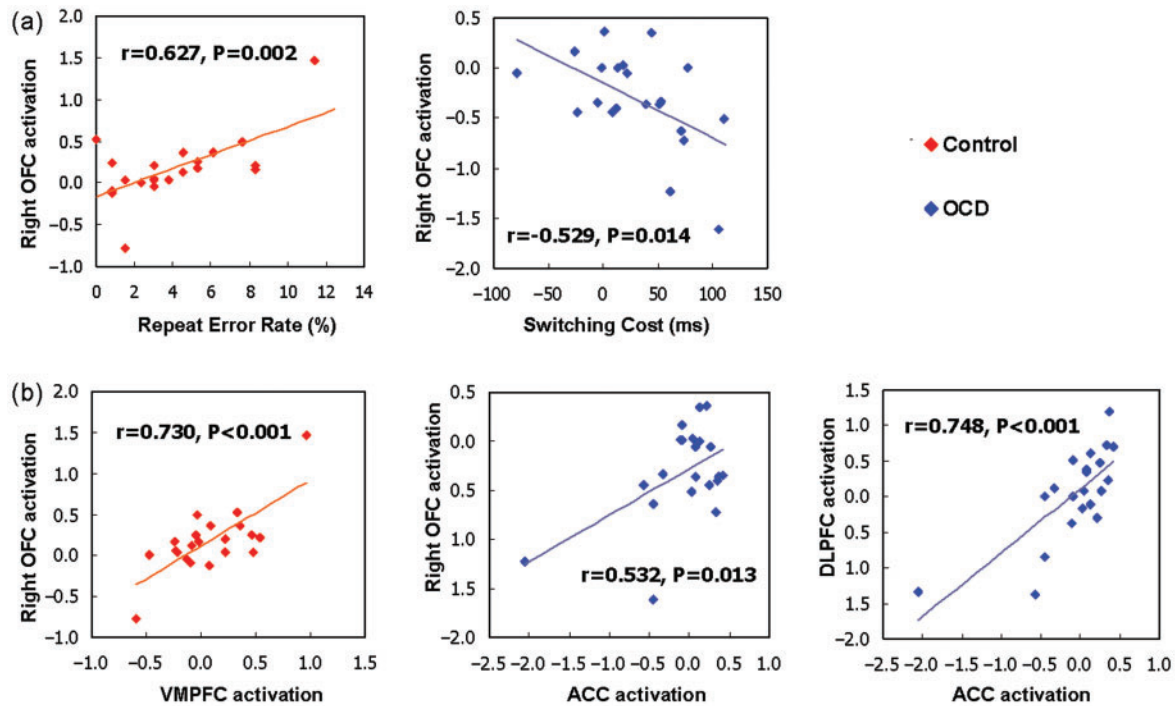 (a)
Right OFC activation
2.0
1.5
1.0
0.5
0.0
−0.5
−1.0
r=0.627, P=0.002
0 2 4 6 8 10 12 14
Repeat Error Rate (%)
Right OFC activation
0.5
0.0
−0.5
−1.0
−1.5
−2.0
r=-0.529, P=0.014
−100 −50 0 50 100 150
Switching Cost (ms)
Control
OCD
(b)
Right OFC activation
2.0
1.5
1.0
0.5
0.0
−0.5
−1.0
r=0.730, P<0.001
−1.0 −0.5 0.0 0.5 1.0 1.5
VMPFC activation
Right OFC activation
0.5
0.0
0.5
1.0
1.5
−2.0
r=0.532, P=0.013
−2.5 −2.0 −1.5 −1.0 −0.5 0.0 0.5 1.0
ACC activation
DLPFC activation
1.5
1.0
0.5
0.0
0.5
1.0
1.5
−2.0
r=0.748, P<0.001
−2.5 −2.0 −1.5 −1.0 −0.5 0.0 0.5 1.0
ACC activation